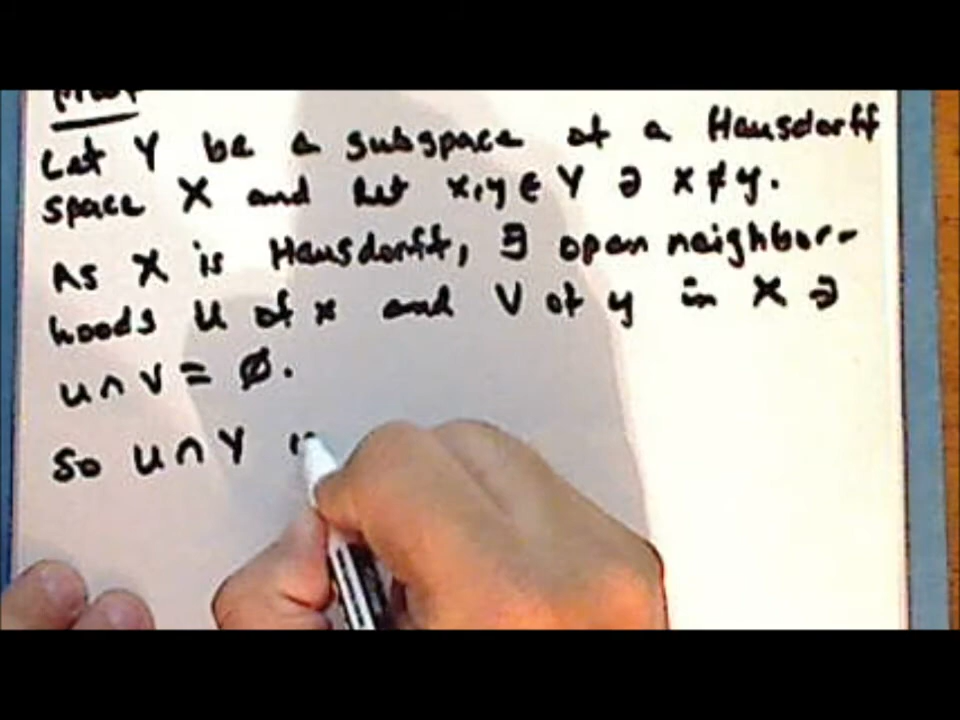 Proof
Let Y be a subspace of a Hausdorff
space X and let x,y ∈ Y ∋ x ≠ y.
As X is Hausdorff, ∃ open neighbor-
hoods U of x and V of y in X ∋
U ∩ V = Ø.
So U ∩ Y